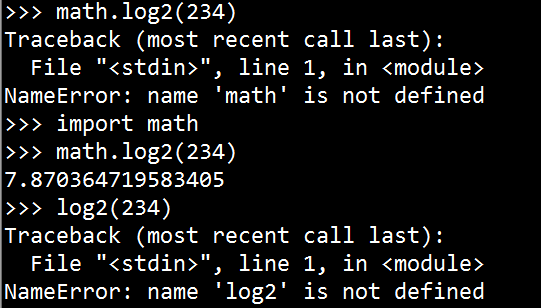 >>> math.log2(234)
Traceback (most recent call last):
  File "<stdin>", line 1, in <module>
NameError: name 'math' is not defined
>>> import math
>>> math.log2(234)
7.870364719583405
>>> log2(234)
Traceback (most recent call last):
  File "<stdin>", line 1, in <module>
NameError: name 'log2' is not defined